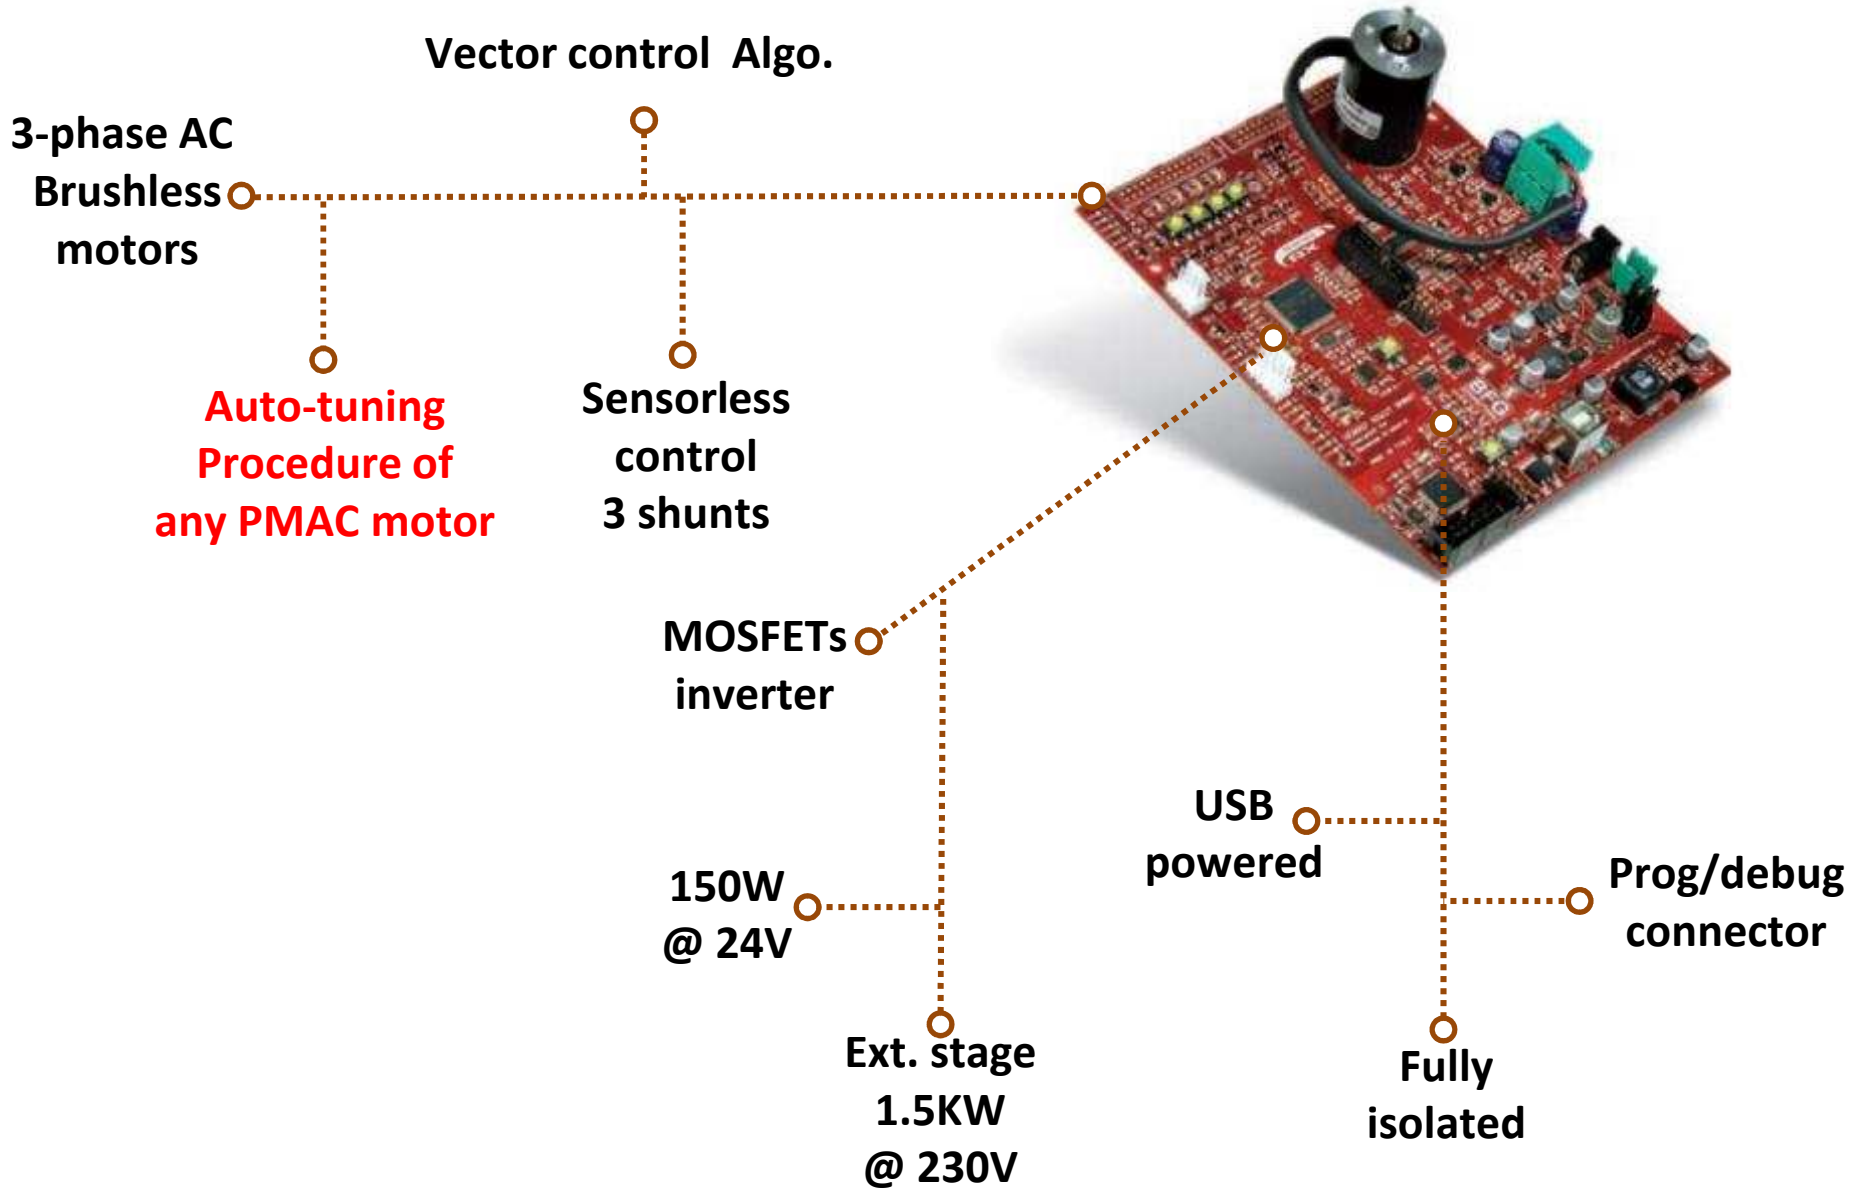 Vector control Algo.
3-phase AC
Brushless
motors
Auto-tuning
Procedure of
any PMAC motor
Sensorless
control
3 shunts
MOSFETs
inverter
150W
@ 24V
Ext. stage
1.5KW
@ 230V
USB
powered
Prog/debug
connector
Fully
isolated